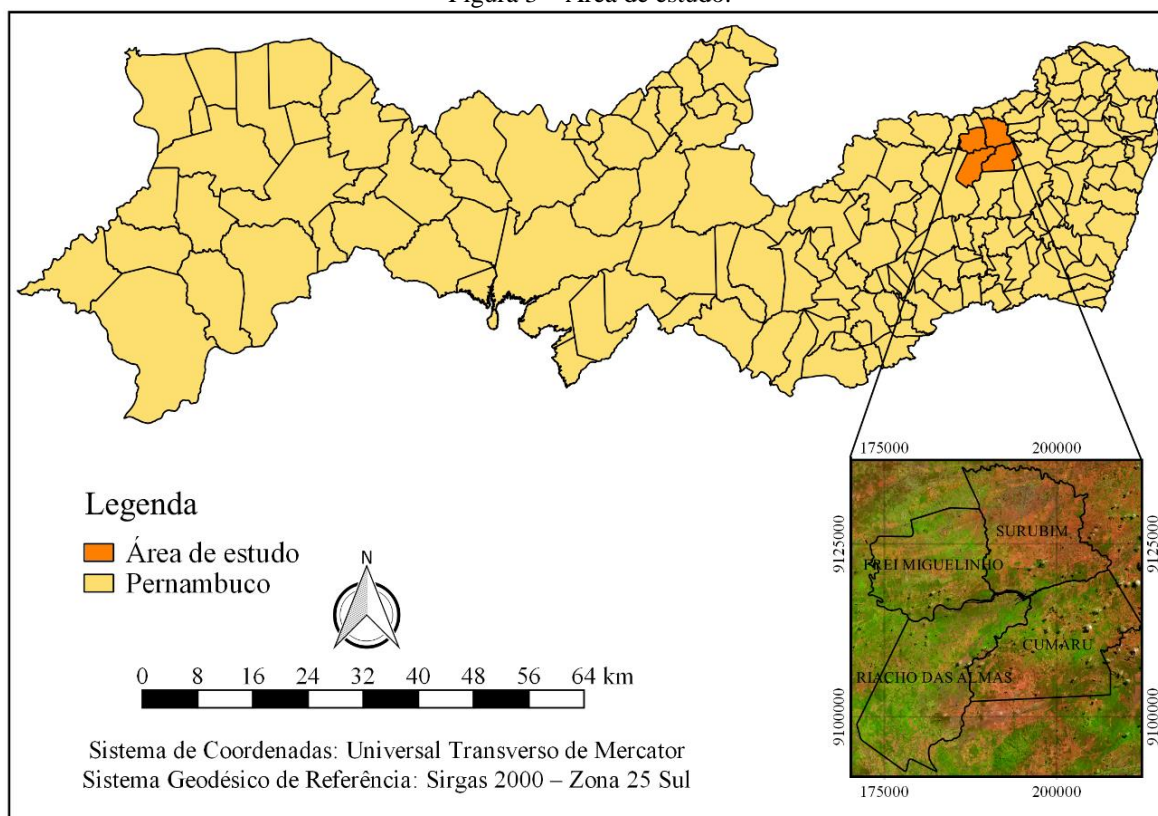 Figura 3 – Área de estudo.
Legenda
Área de estudo
Pernambuco
N
0 8 16 24 32 40 48 56 64 km
Sistema de Coordenadas: Universal Transverso de Mercator
Sistema Geodésico de Referência: Sirgas 2000 – Zona 25 Sul
175000 200000
9125000 9125000
SURUBIM
FREI MIGUELINHO
CUMARU
RIACHO DAS ALMAS
9100000 9100000
175000 200000